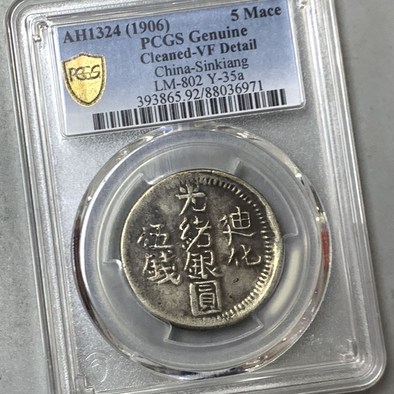 AH1324 (1906) 5 Mace
PCGS Genuine
Cleaned-VF Detail
China-Sinkiang
LM-802 Y-35a
393865.92/88036971
PCGS
光緒銀圓
迪化
伍錢